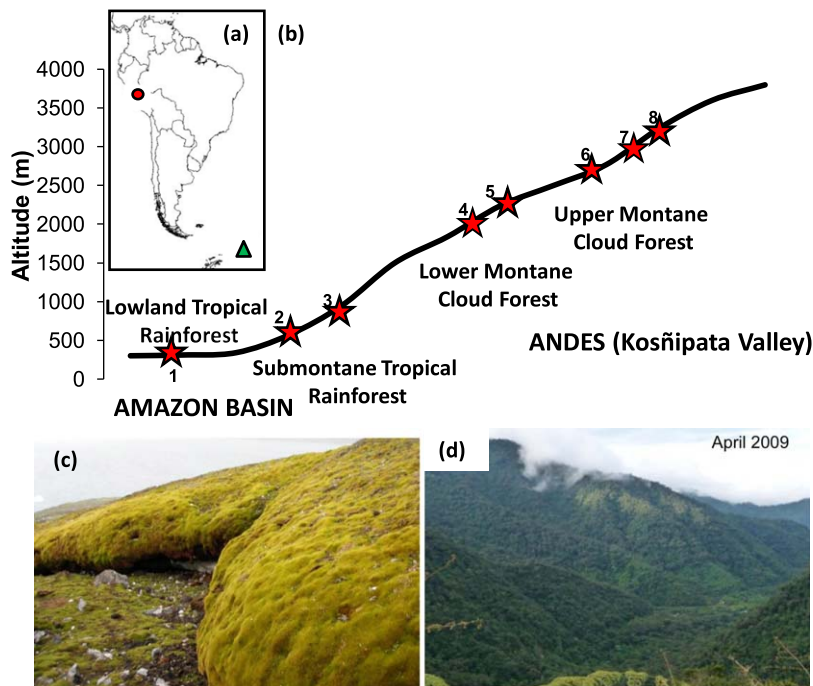 (a)
(b)
4000
3500
3000
2500
2000
1500
1000
500
0
Altitude (m)
8
7
6
5
4
3
2
1
Upper Montane
Cloud Forest
Lower Montane
Cloud Forest
Lowland Tropical
Rainforest
ANDES (Kosñipata Valley)
Submontane Tropical
Rainforest
AMAZON BASIN
(c)
(d)
April 2009